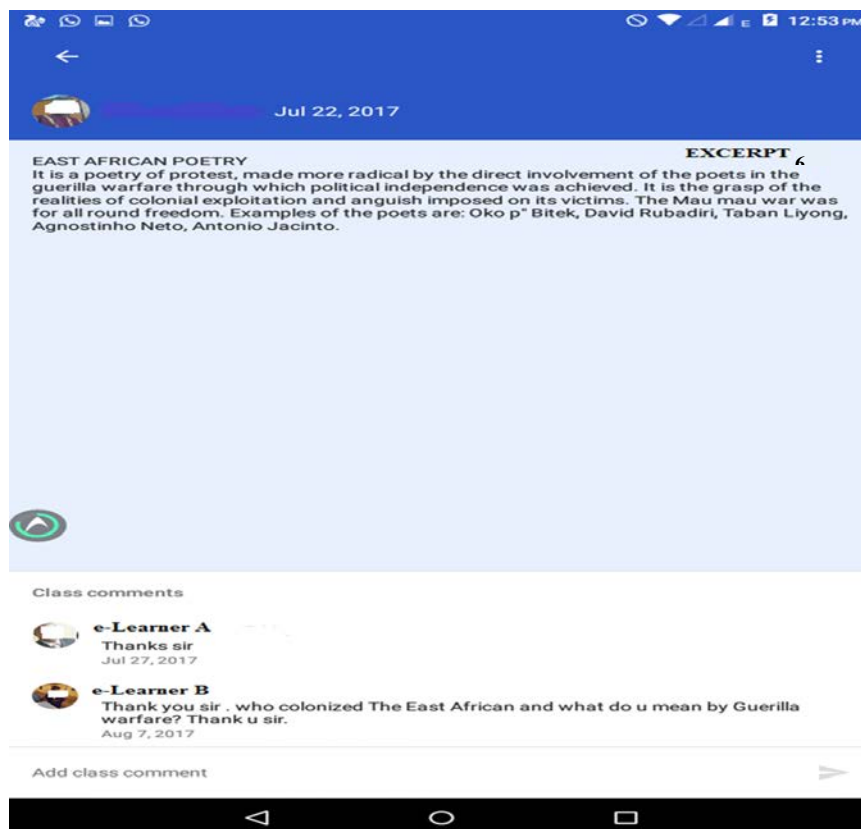 E 12:53 PM
Jul 22, 2017
EXCERPT 6
EAST AFRICAN POETRY
It is a poetry of protest, made more radical by the direct involvement of the poets in the
guerilla warfare through which political independence was achieved. It is the grasp of the
realities of colonial exploitation and anguish imposed on its victims. The Mau mau war was
for all round freedom. Examples of the poets are: Oko p" Bitek, David Rubadiri, Taban Liyong,
Agnostinho Neto, Antonio Jacinto.
Class comments
e-Learner A
Thanks sir
Jul 27, 2017
e-Learner B
Thank you sir . who colonized The East African and what do u mean by Guerilla
warfare? Thank u sir.
Aug 7, 2017
Add class comment